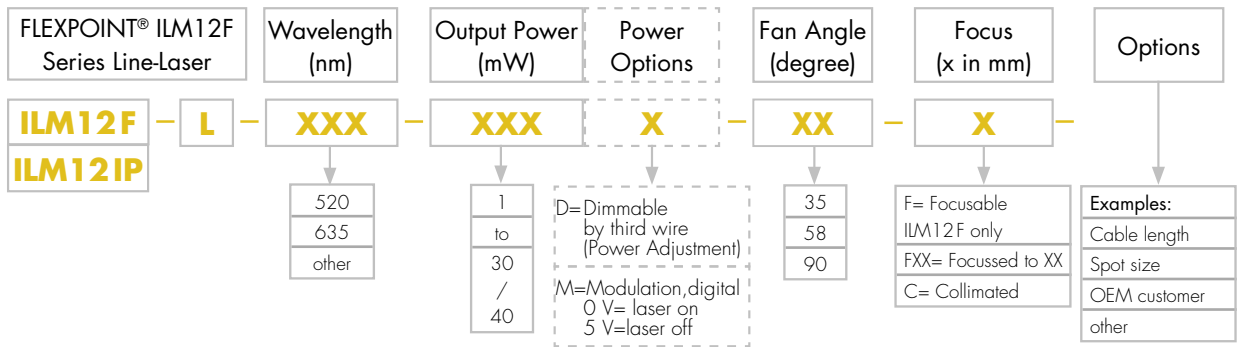 FLEXPOINT® ILM12F
Series Line-Laser
Wavelength
(nm)
Output Power
(mW)
Power
Options
Fan Angle
(degree)
Focus
(x in mm)
Options
ILM12F – L – XXX – XXX X – XX – X –
ILM12IP
520
635
other
1
to
30
/
40
D= Dimmable
by third wire
(Power Adjustment)
M=Modulation,digital
0 V= laser on
5 V=laser off
35
58
90
F= Focusable
ILM12F only
FXX= Focussed to XX
C= Collimated
Examples:
Cable length
Spot size
OEM customer
other